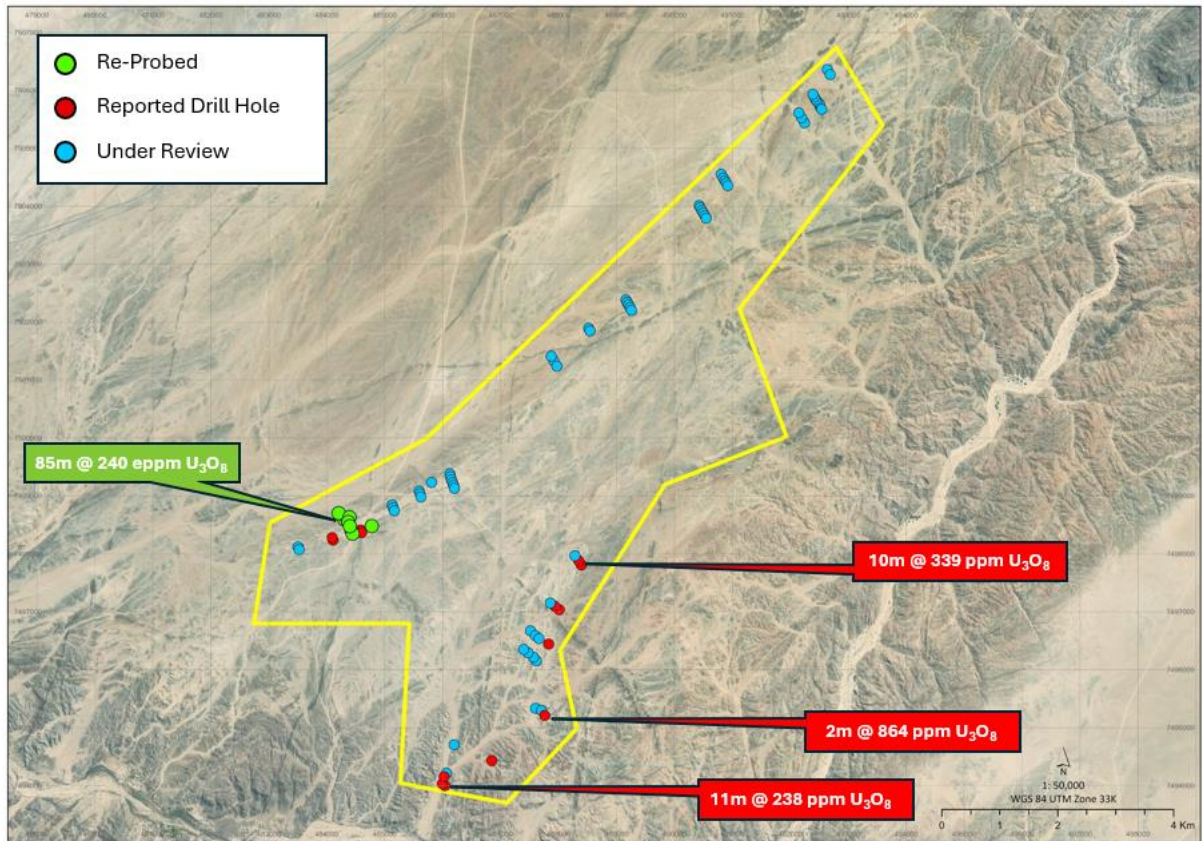 Re-Probed
Reported Drill Hole
Under Review
85m @ 240 eppm U₃O₈
10m @ 339 ppm U₃O₈
2m @ 864 ppm U₃O₈
11m @ 238 ppm U₃O₈
N
1: 50,000
WGS 84 UTM Zone 33K
0 1 2 4 Km